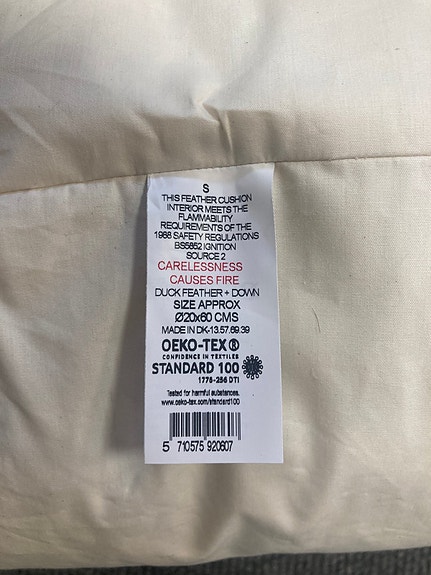 S
THIS FEATHER CUSHION
INTERIOR MEETS THE
FLAMMABILITY
REQUIREMENTS OF THE
1988 SAFETY REGULATIONS
BS5852 IGNITION
SOURCE 2
CARELESSNESS
CAUSES FIRE
DUCK FEATHER + DOWN
SIZE APPROX
Ø20x60 CMS
MADE IN DK-13.57.69.39
OEKO-TEX®
CONFIDENCE IN TEXTILES
STANDARD 100
1776-256 DTI
Tested for harmful substances.
www.oeko-tex.com/standard100
5 710575 920607